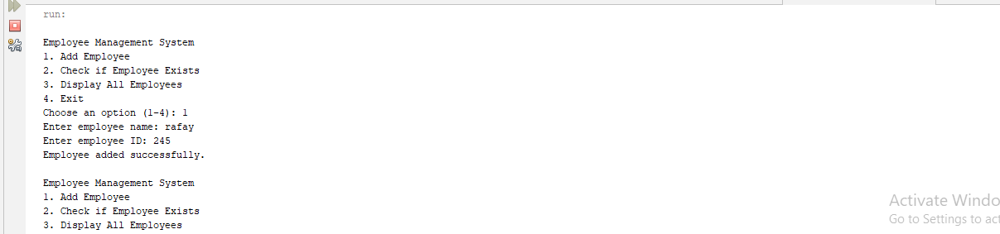 run:
Employee Management System
1. Add Employee
2. Check if Employee Exists
3. Display All Employees
4. Exit
Choose an option (1-4): 1
Enter employee name: rafay
Enter employee ID: 245
Employee added successfully.
Employee Management System
1. Add Employee
2. Check if Employee Exists
3. Display All Employees
Activate Windo
Go to Settings to act